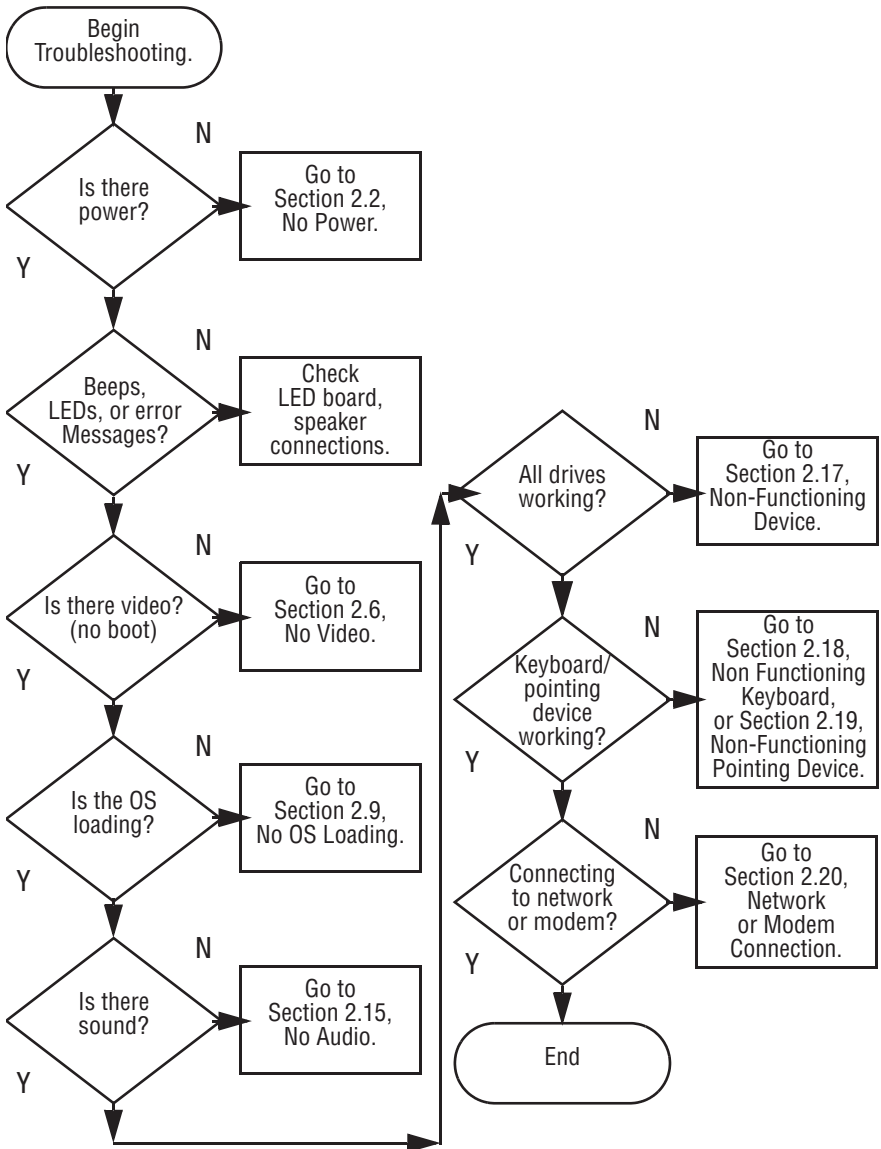 Begin
Troubleshooting.
N
Is there
power?
Go to
Section 2.2,
No Power.
Y
N
Beeps,
LEDs, or error
Messages?
Check
LED board,
speaker
connections.
Y
N
Is there video?
(no boot)
Go to
Section 2.6,
No Video.
Y
N
Is the OS
loading?
Go to
Section 2.9,
No OS Loading.
Y
N
Is there
sound?
Go to
Section 2.15,
No Audio.
Y
N
All drives
working?
Go to
Section 2.17,
Non-Functioning
Device.
Y
N
Keyboard/
pointing
device
working?
Go to
Section 2.18,
Non Functioning
Keyboard,
or Section 2.19,
Non-Functioning
Pointing Device.
Y
N
Connecting
to network
or modem?
Go to
Section 2.20,
Network
or Modem
Connection.
Y
End